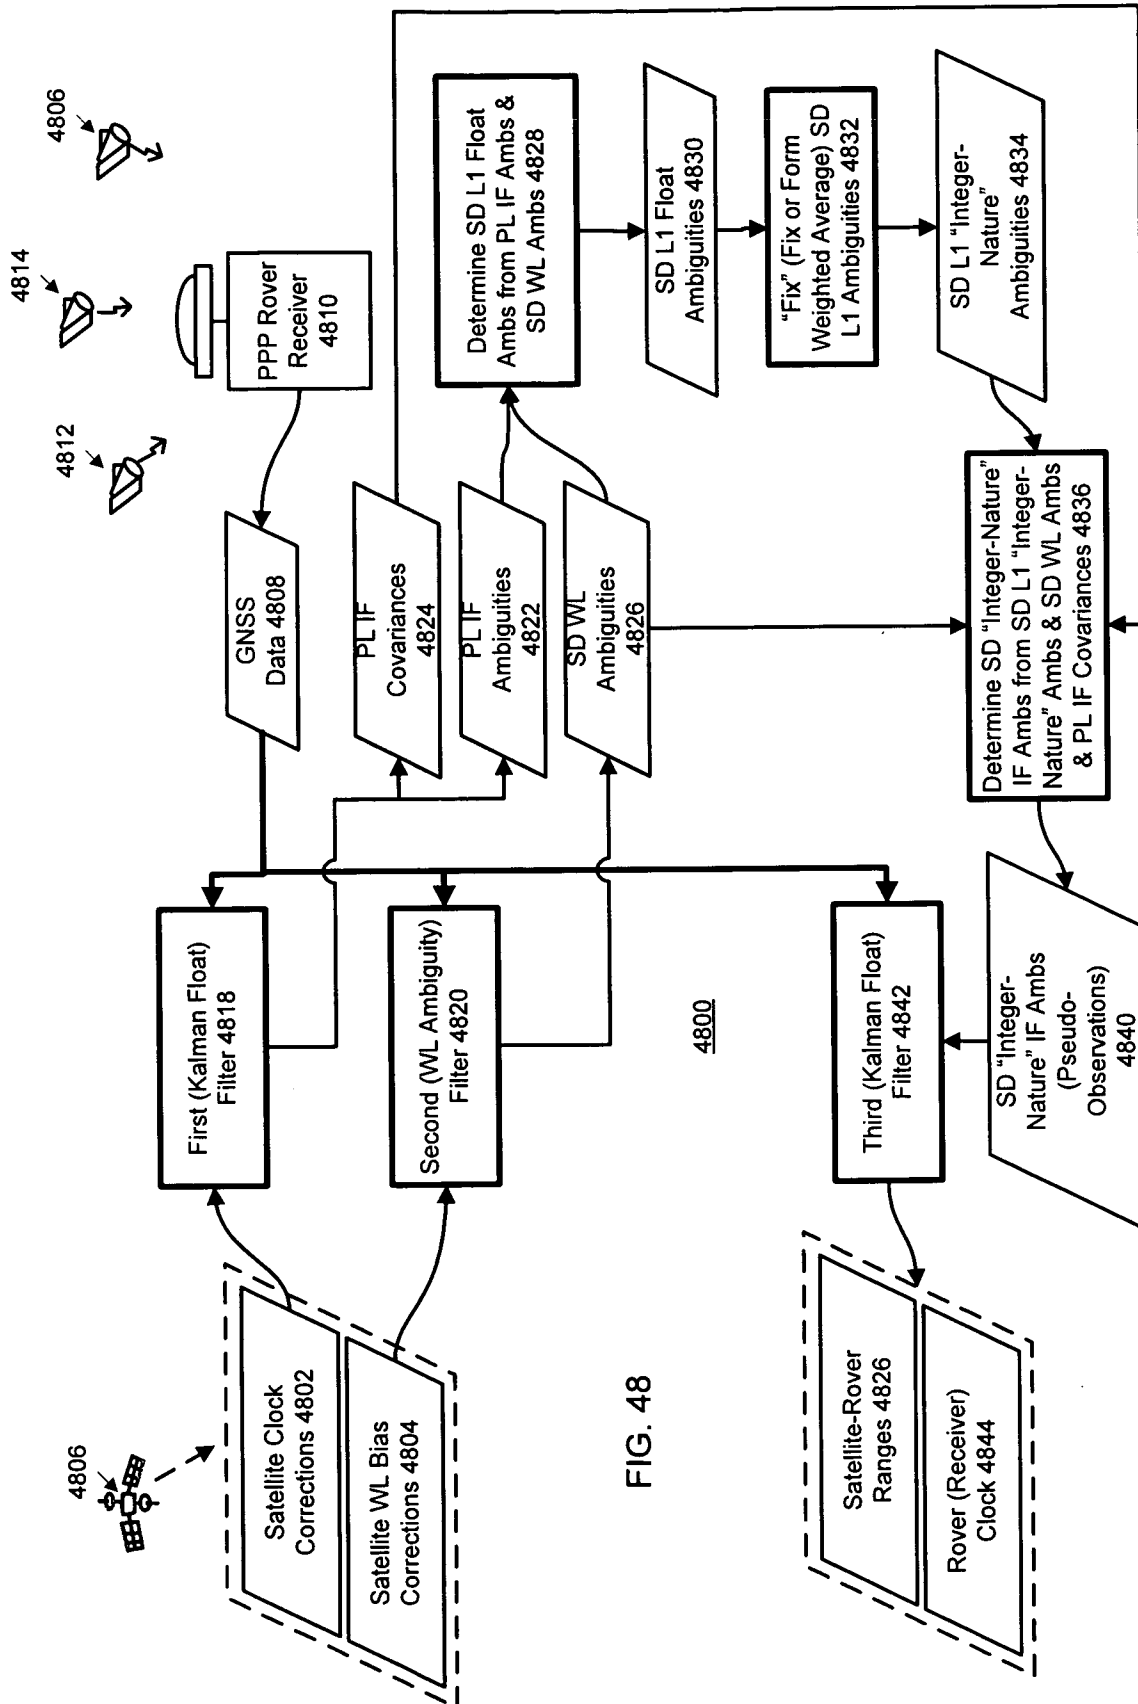 4806
Satellite Clock
Corrections 4802
Satellite WL Bias
Corrections 4804
First (Kalman Float)
Filter 4818
Second (WL Ambiguity)
Filter 4820
GNSS
Data 4808
4812
4814
4806
PPP Rover
Receiver
4810
PL IF
Covariances
4824
PL IF
Ambiguities
4822
SD WL
Ambiguities
4826
Determine SD L1 Float
Ambs from PL IF Ambs &
SD WL Ambs 4828
SD L1 Float
Ambiguities 4830
"Fix" (Fix or Form
Weighted Average) SD
L1 Ambiguities 4832
SD L1 "Integer-
Nature"
Ambiguities 4834
Determine SD "Integer-Nature"
IF Ambs from SD L1 "Integer-
Nature" Ambs & SD WL Ambs
& PL IF Covariances 4836
SD "Integer-
Nature" IF Ambs
(Pseudo-
Observations)
4840
Third (Kalman Float)
Filter 4842
Satellite-Rover
Ranges 4826
Rover (Receiver)
Clock 4844
4800
FIG. 48